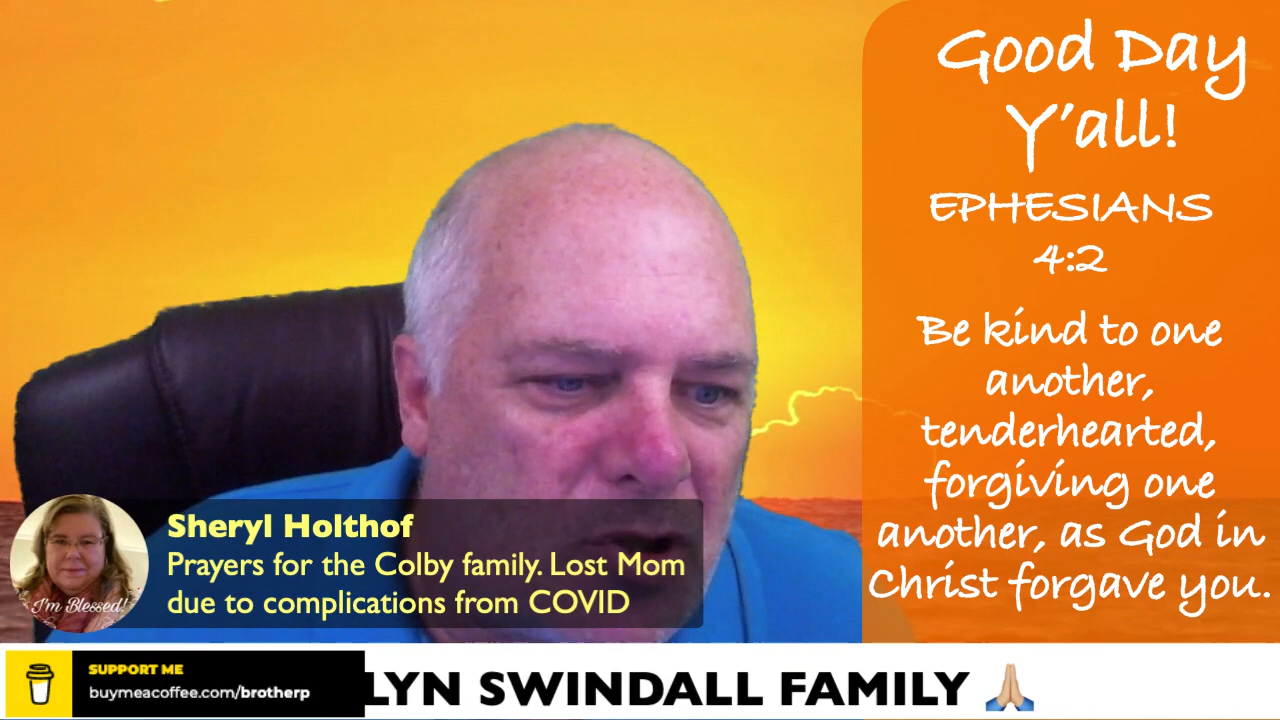 Good Day
Y'all!
EPHESIANS
4:2
Be kind to one
another,
tenderhearted,
forgiving one
another, as God in
Christ forgave you.
Sheryl Holthof
Prayers for the Colby family. Lost Mom
due to complications from COVID
I'm Blessed!
SUPPORT ME
buymeacoffee.com/brotherp
LYN SWINDALL FAMILY 🙏🏼